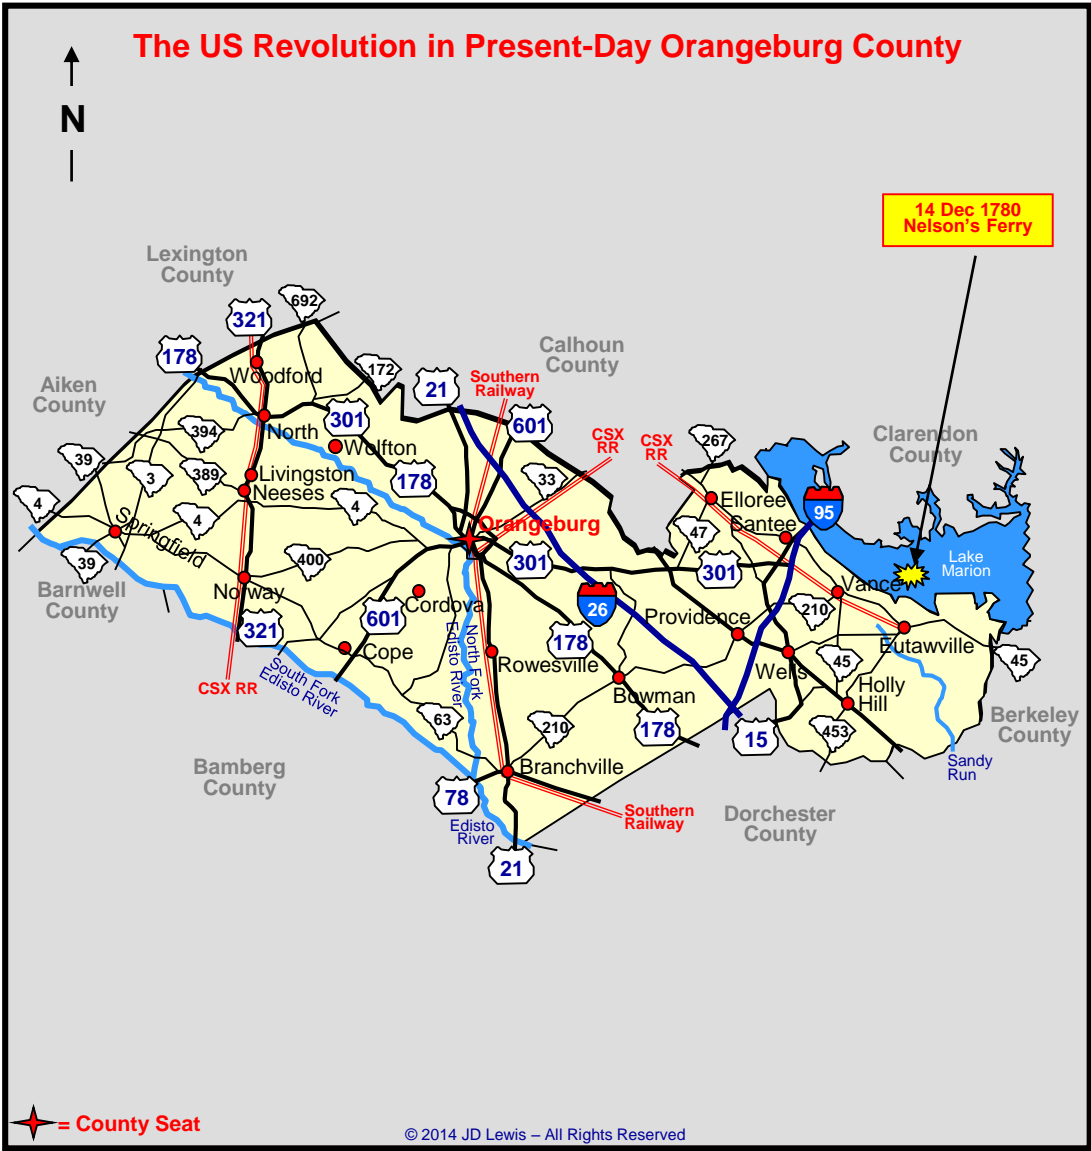 The US Revolution in Present-Day Orangeburg County
N
14 Dec 1780
Nelson's Ferry
Lexington
County
692
321
178
Calhoun
County
172
Aiken
County
21
Southern
Railway
Woodford
301
601
CSX
RR
CSX
RR
267
Clarendon
County
394
North
Wolfton
39
3
389
Livingston
Neeses
178
33
Elloree
4
4
4
47
Santee
95
Springfield
Orangeburg
39
400
301
301
Lake
Marion
Barnwell
County
Norway
Cordova
26
Vance
321
601
Providence
210
North Fork
Edisto River
178
Eutawville
Cope
Rowesville
Wells
45
45
South Fork
Edisto River
CSX RR
Bowman
Holly
Hill
63
210
178
15
453
Berkeley
County
Bamberg
County
Branchville
Sandy
Run
78
Southern
Railway
Dorchester
County
Edisto
River
21
= County Seat
© 2014 JD Lewis – All Rights Reserved